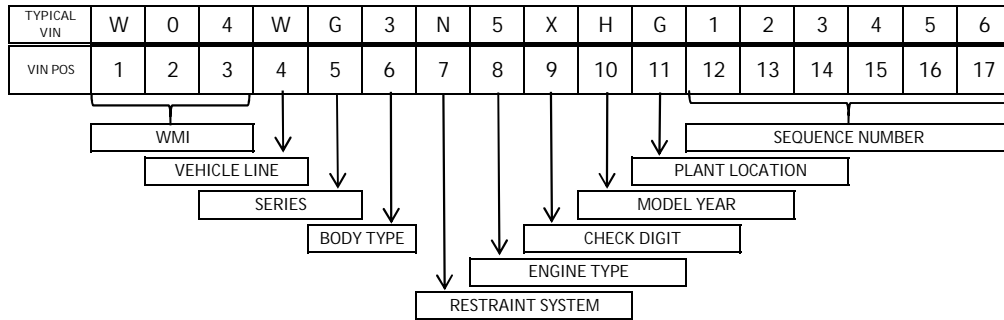 TYPICAL VIN W 0 4 W G 3 N 5 X H G 1 2 3 4 5 6
VIN POS 1 2 3 4 5 6 7 8 9 10 11 12 13 14 15 16 17
WMI SEQUENCE NUMBER
VEHICLE LINE PLANT LOCATION
SERIES MODEL YEAR
BODY TYPE CHECK DIGIT
ENGINE TYPE
RESTRAINT SYSTEM